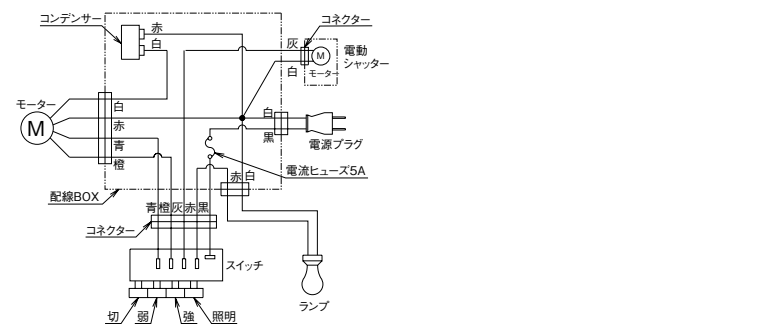 コンデンサー
赤
白
コネクター
灰
M
電動
シャッター
白
モーター
モーター
M
白
赤
青
橙
白
黒
電源プラグ
電流ヒューズ5A
赤白
配線BOX
青橙灰赤黒
コネクター
スイッチ
ランプ
切
弱
強
照明